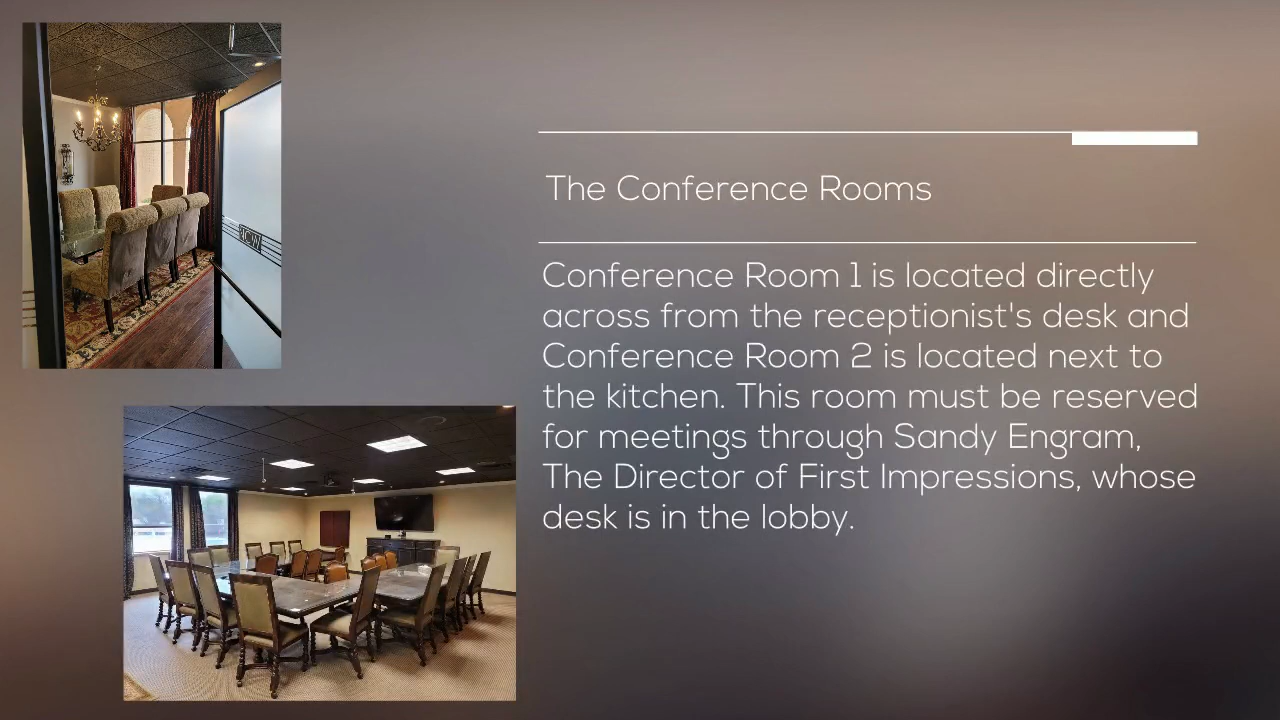 The Conference Rooms
Conference Room 1 is located directly
across from the receptionist's desk and
Conference Room 2 is located next to
the kitchen. This room must be reserved
for meetings through Sandy Engram,
The Director of First Impressions, whose
desk is in the lobby.